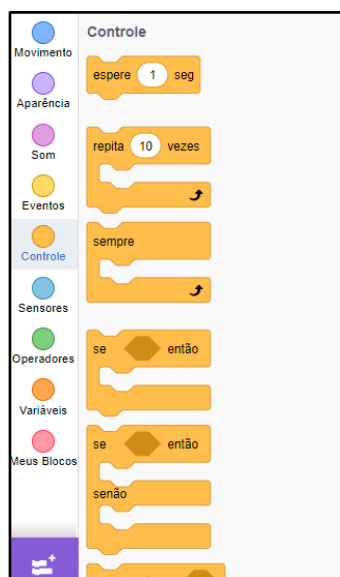 Movimento
Aparência
Som
Eventos
Controle
Sensores
Operadores
Variáveis
Meus Blocos
Controle
espere 1 seg
repita 10 vezes
sempre
se então
se então
senão